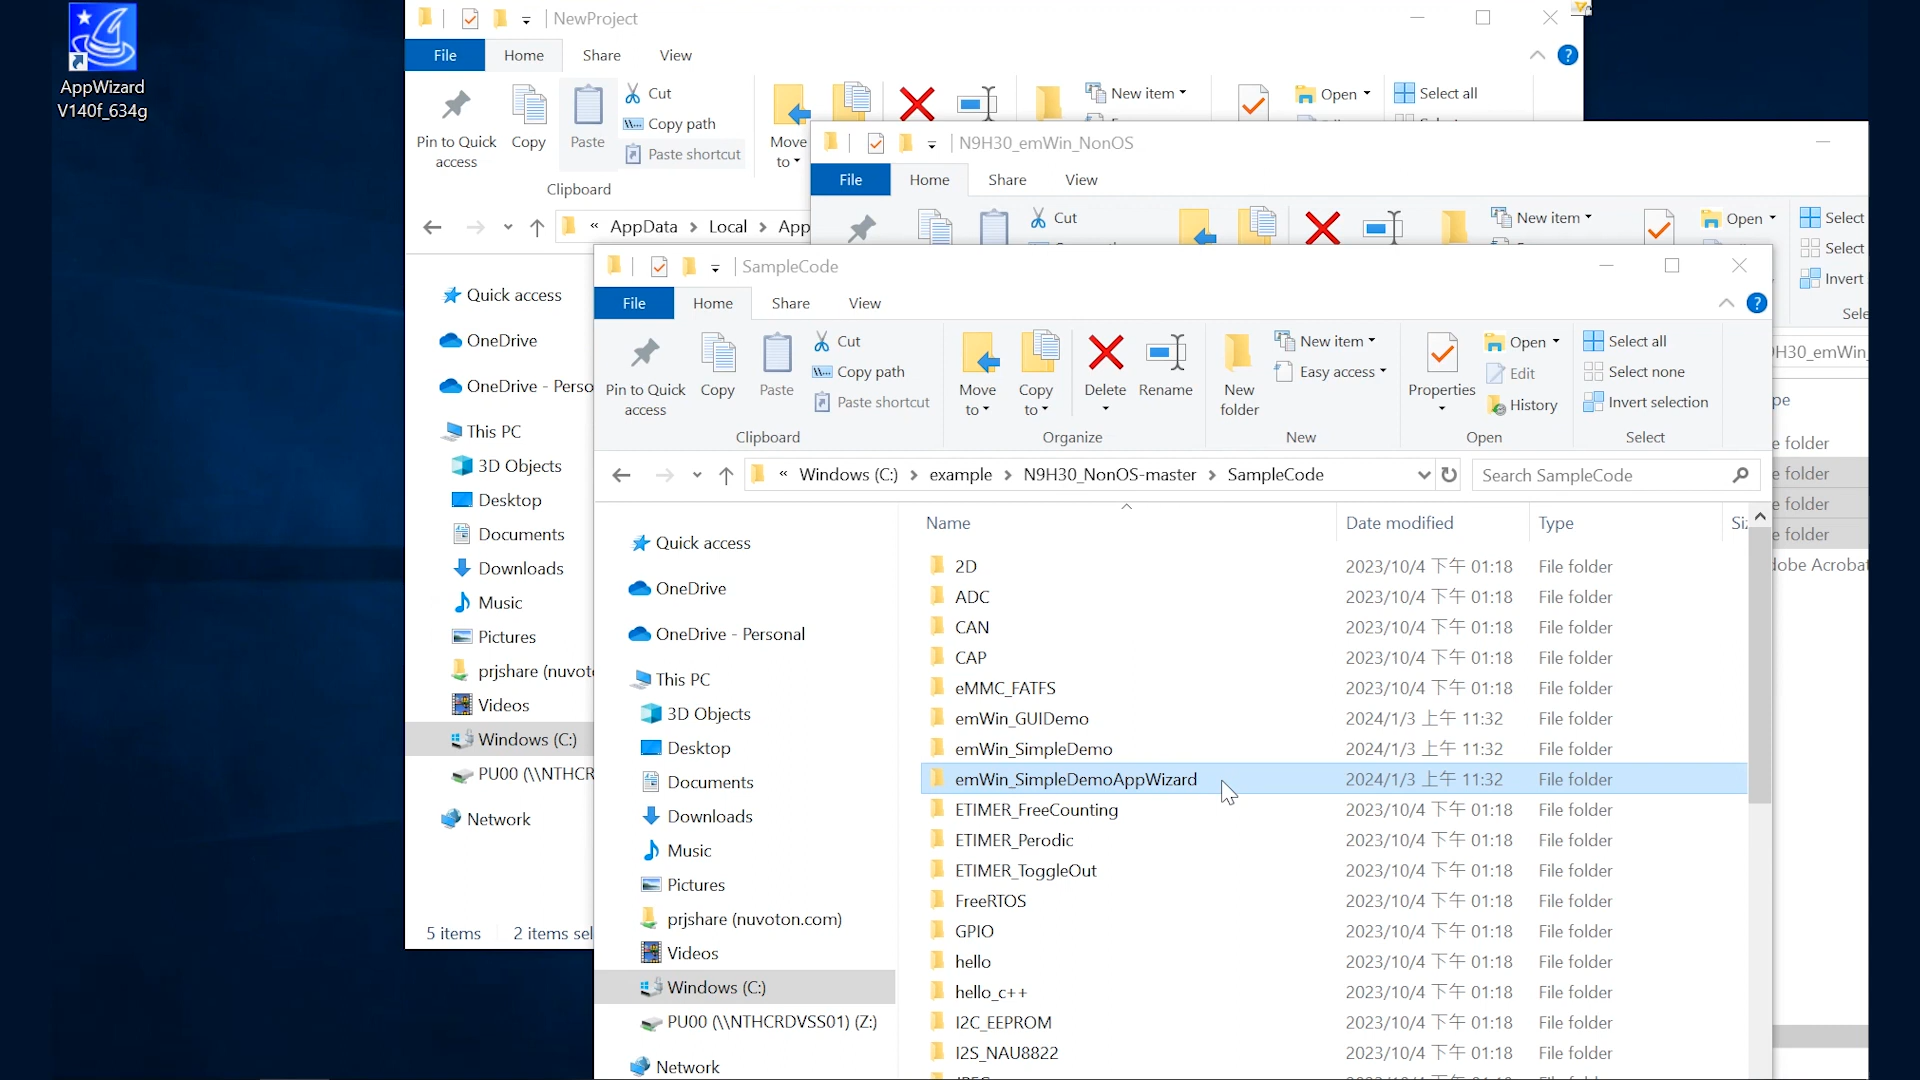 AppWizard
V140f_634g
NewProject
File
Home
Share
View
Pin to Quick
access
Copy
Paste
Cut
Copy path
Paste shortcut
Clipboard
Move
to
New item
Open
Select all
« AppData > Local > App
Quick access
OneDrive
OneDrive - Perso
This PC
3D Objects
Desktop
Documents
Downloads
Music
Pictures
prjshare (nuvot
Videos
Windows (C:)
PU00 (\\NTHCR
Network
5 items
2 items sel
N9H30_emWin_NonOS
File
Home
Share
View
Cut
New item
Open
Select
Select
Invert
Sele
9H30_emWin_
pe
e folder
e folder
e folder
e folder
dobe Acrobat
SampleCode
File
Home
Share
View
Pin to Quick
access
Copy
Paste
Cut
Copy path
Paste shortcut
Clipboard
Move
to
Copy
to
Delete
Rename
Organize
New
folder
New item
Easy access
New
Properties
Open
Edit
History
Open
Select all
Select none
Invert selection
Select
« Windows (C:) > example > N9H30_NonOS-master > SampleCode
Search SampleCode
Quick access
OneDrive
OneDrive - Personal
This PC
3D Objects
Desktop
Documents
Downloads
Music
Pictures
prjshare (nuvoton.com)
Videos
Windows (C:)
PU00 (\\NTHCRDVSS01) (Z:)
Network
Name Date modified Type Siz
2D 2023/10/4 下午 01:18 File folder
ADC 2023/10/4 下午 01:18 File folder
CAN 2023/10/4 下午 01:18 File folder
CAP 2023/10/4 下午 01:18 File folder
eMMC_FATFS 2023/10/4 下午 01:18 File folder
emWin_GUIDemo 2024/1/3 上午 11:32 File folder
emWin_SimpleDemo 2024/1/3 上午 11:32 File folder
emWin_SimpleDemoAppWizard 2024/1/3 上午 11:32 File folder
ETIMER_FreeCounting 2023/10/4 下午 01:18 File folder
ETIMER_Perodic 2023/10/4 下午 01:18 File folder
ETIMER_ToggleOut 2023/10/4 下午 01:18 File folder
FreeRTOS 2023/10/4 下午 01:18 File folder
GPIO 2023/10/4 下午 01:18 File folder
hello 2023/10/4 下午 01:18 File folder
hello_c++ 2023/10/4 下午 01:18 File folder
I2C_EEPROM 2023/10/4 下午 01:18 File folder
I2S_NAU8822 2023/10/4 下午 01:18 File folder